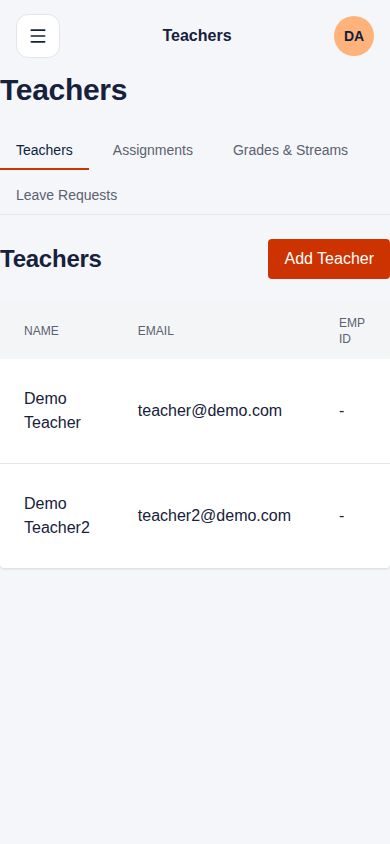 Teachers
DA
Teachers
Teachers
Assignments
Grades & Streams
Leave Requests
Teachers
Add Teacher
NAME
EMAIL
EMP
ID
Demo
Teacher
teacher@demo.com
-
Demo
Teacher2
teacher2@demo.com
-